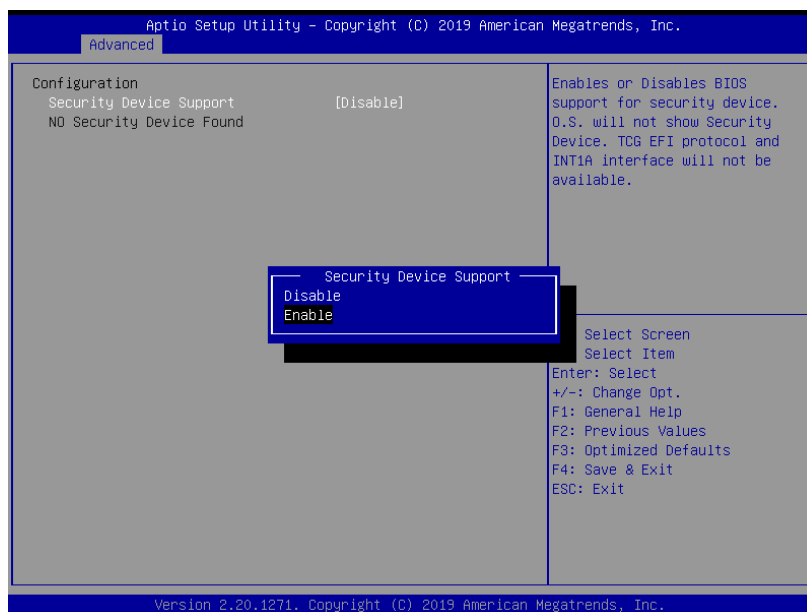 Aptio Setup Utility – Copyright (C) 2019 American Megatrends, Inc.
Advanced
Configuration
Security Device Support [Disable]
NO Security Device Found
Enables or Disables BIOS
support for security device.
O.S. will not show Security
Device. TCG EFI protocol and
INT1A interface will not be
available.
Security Device Support
Disable
Enable
Select Screen
Select Item
Enter: Select
+/-: Change Opt.
F1: General Help
F2: Previous Values
F3: Optimized Defaults
F4: Save & Exit
ESC: Exit
Version 2.20.1271. Copyright (C) 2019 American Megatrends, Inc.